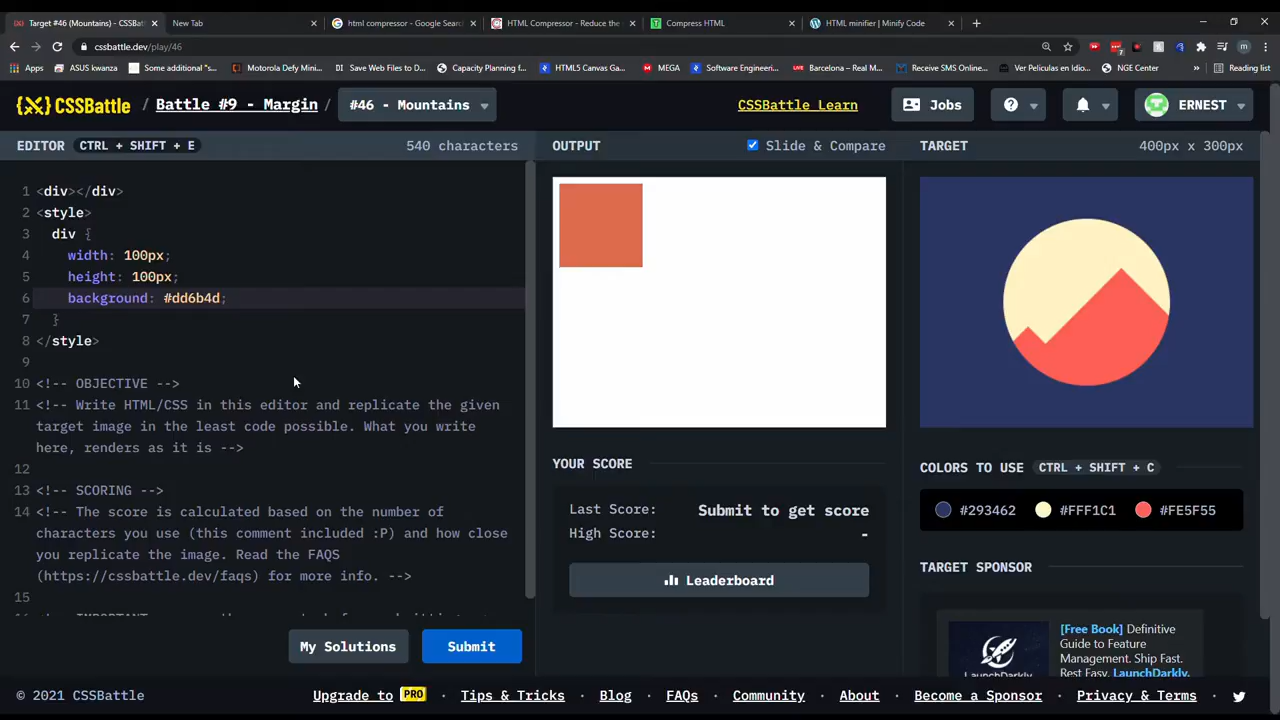 Target #46 (Mountains) - CSSBatt
New Tab
html compressor - Google Searc
HTML Compressor - Reduce the
Compress HTML
HTML minifier | Minify Code
cssbattle.dev/play/46
Apps
ASUS kwanza
Some additional "s...
Motorola Defy Mini...
Save Web Files to D...
Capacity Planning f...
HTML5 Canvas Ga...
MEGA
Software Engineeri...
Barcelona – Real M...
Receive SMS Online...
Ver Peliculas en Idio...
NGE Center
»
Reading list
CSSBattle / Battle #9 - Margin / #46 - Mountains
CSSBattle Learn
Jobs
ERNEST
EDITOR CTRL + SHIFT + E 540 characters
OUTPUT Slide & Compare
TARGET 400px x 300px
1 <div></div>
2 <style>
3 div {
4 width: 100px;
5 height: 100px;
6 background: #dd6b4d;
7 }
8 </style>
9
10 <!-- OBJECTIVE -->
11 <!-- Write HTML/CSS in this editor and replicate the given
target image in the least code possible. What you write
here, renders as it is -->
12
13 <!-- SCORING -->
14 <!-- The score is calculated based on the number of
characters you use (this comment included :P) and how close
you replicate the image. Read the FAQS
(https://cssbattle.dev/faqs) for more info. -->
15
YOUR SCORE
Last Score: Submit to get score
High Score: -
Leaderboard
COLORS TO USE CTRL + SHIFT + C
#293462 #FFF1C1 #FE5F55
TARGET SPONSOR
[Free Book] Definitive
Guide to Feature
Management. Ship Fast.
Rest Easy. LaunchDarkly.
My Solutions
Submit
© 2021 CSSBattle
Upgrade to PRO
Tips & Tricks
Blog
FAQs
Community
About
Become a Sponsor
Privacy & Terms